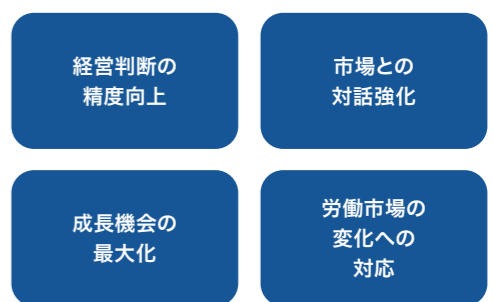 経営判断の
精度向上
市場との
対話強化
成長機会の
最大化
労働市場の
変化への
対応